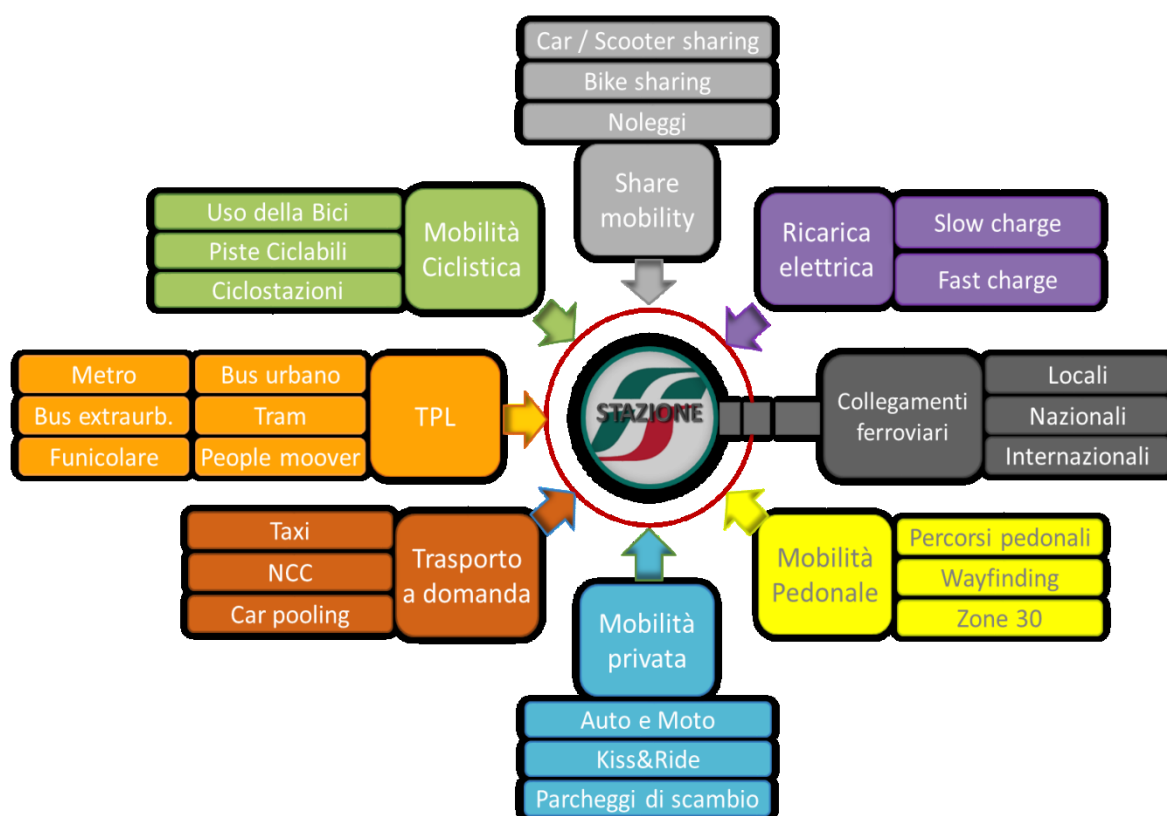 Car / Scooter sharing
Bike sharing
Noleggi
Share
mobility
Uso della Bici
Piste Ciclabili
Ciclostazioni
Mobilità
Ciclistica
Ricarica
elettrica
Slow charge
Fast charge
Metro
Bus extraurb.
Funicolare
Bus urbano
Tram
People moover
TPL
STAZIONE
Collegamenti
ferroviari
Locali
Nazionali
Internazionali
Taxi
NCC
Car pooling
Trasporto
a domanda
Mobilità
privata
Auto e Moto
Kiss&Ride
Parcheggi di scambio
Mobilità
Pedonale
Percorsi pedonali
Wayfinding
Zone 30